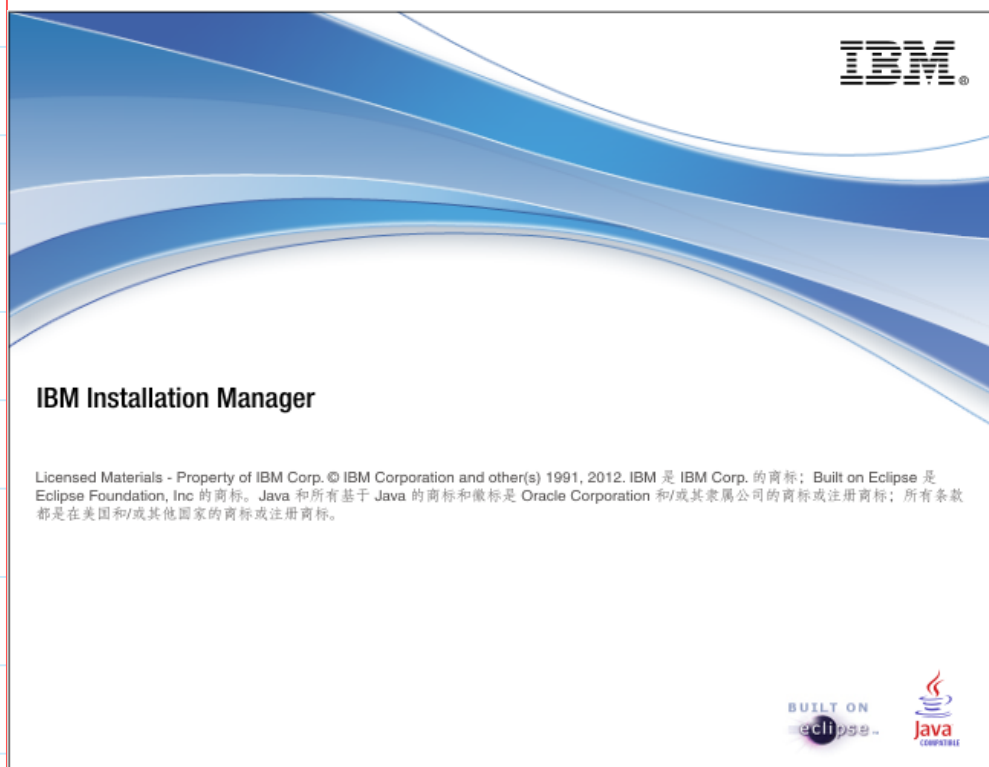 IBM®
IBM Installation Manager
Licensed Materials - Property of IBM Corp. © IBM Corporation and other(s) 1991, 2012. IBM 是 IBM Corp. 的商标；Built on Eclipse 是
Eclipse Foundation, Inc 的商标。Java 和所有基于 Java 的商标和徽标是 Oracle Corporation 和/或其隶属公司的商标或注册商标；所有条款
都是在美国和/或其他国家的商标或注册商标。
BUILT ON
eclipse™
Java
COMPATIBLE